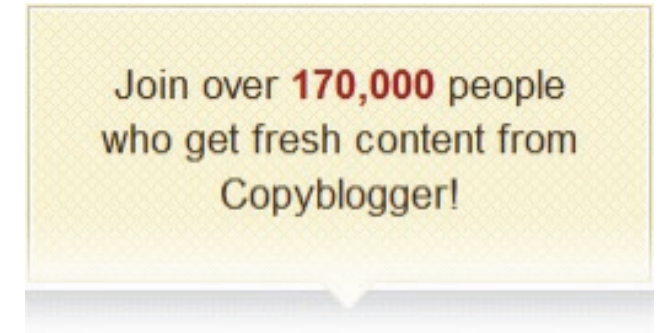 Join over 170,000 people
who get fresh content from
Copyblogger!